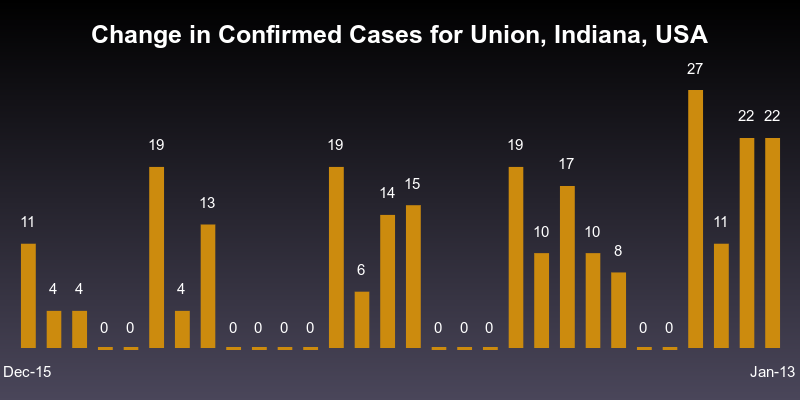 Change in Confirmed Cases for Union, Indiana, USA
11 4 4 0 0 19 4 13 0 0 0 0 19 6 14 15 0 0 0 19 10 17 10 8 0 0 27 11 22 22
Dec-15 Jan-13